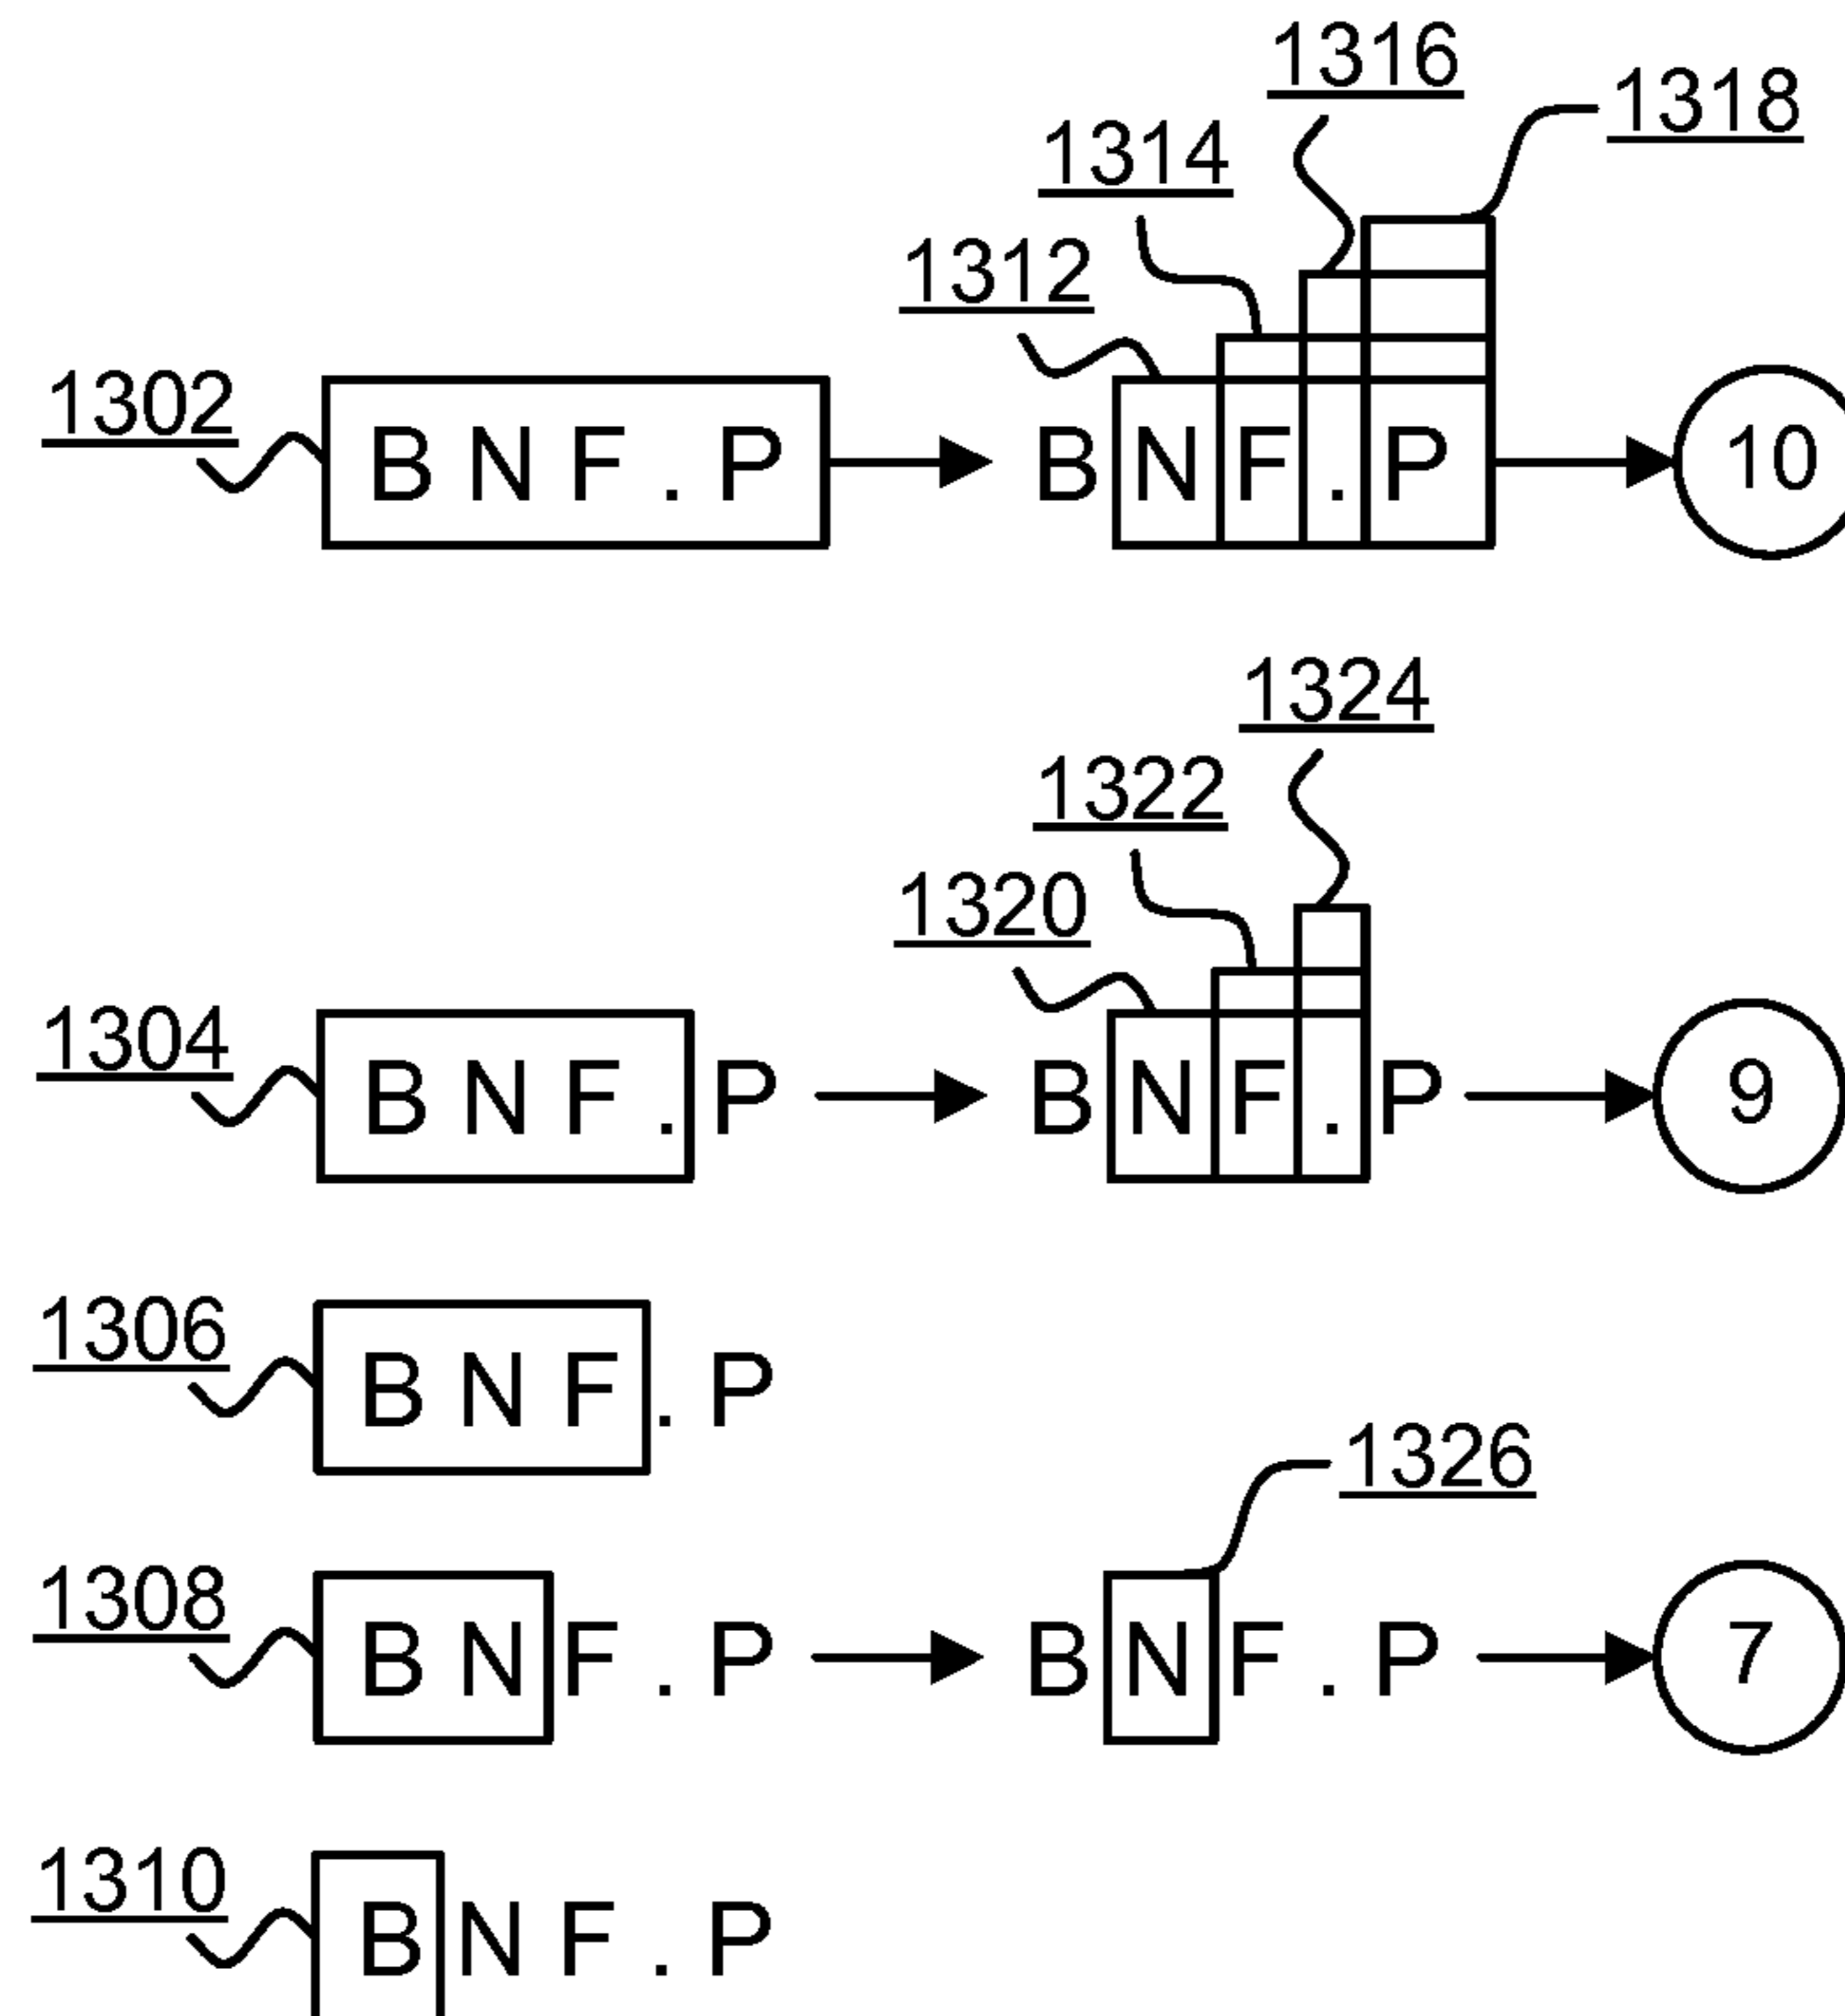 1316
1318
1314
1312
1302
B N F . P B N F . P 10
1324
1322
1320
1304
B N F . P B N F . P 9
1306
B N F . P
1326
1308
B N F . P B N F . P 7
1310
B N F . P